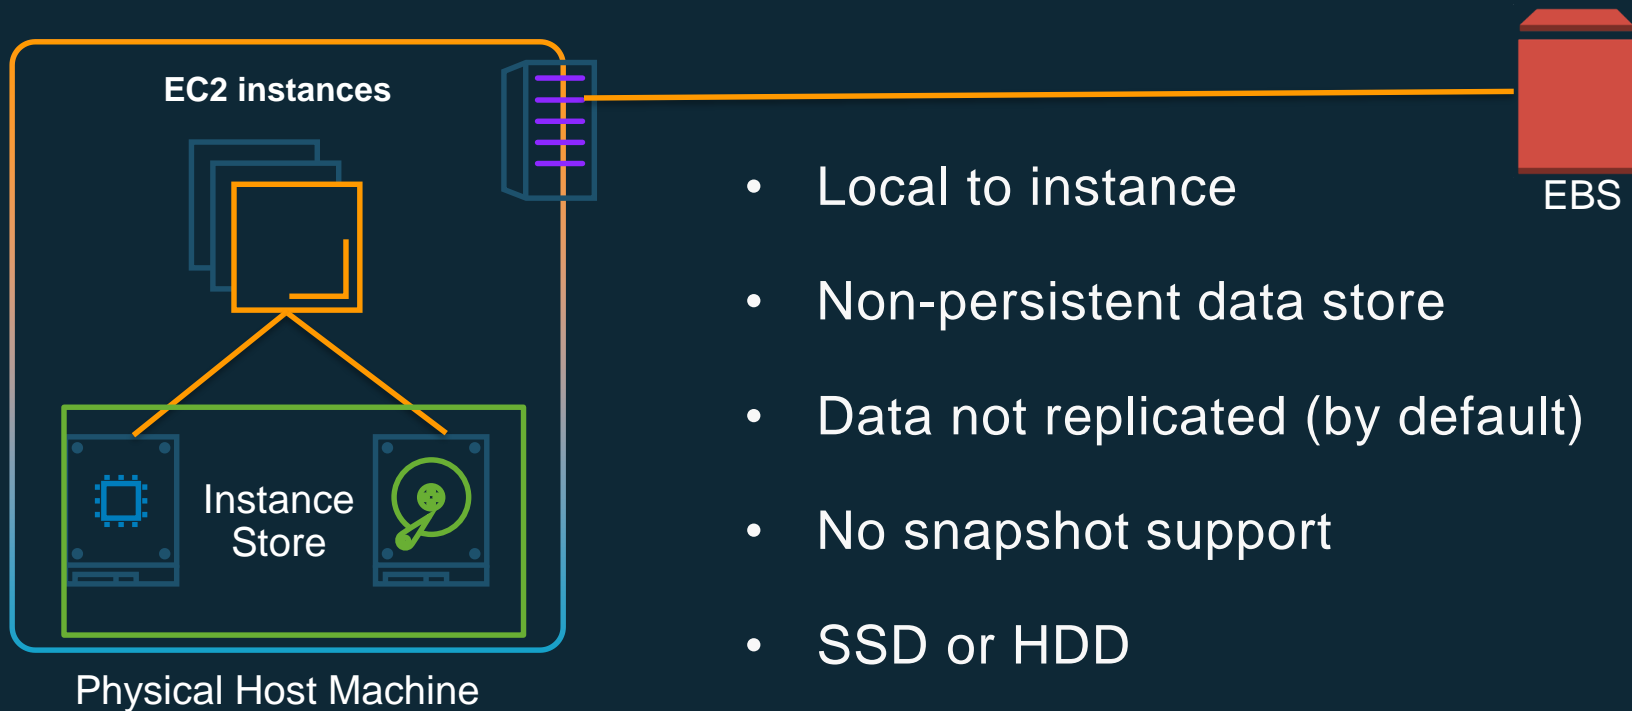 EC2 instances
Instance
Store
Physical Host Machine
EBS
• Local to instance
• Non-persistent data store
• Data not replicated (by default)
• No snapshot support
• SSD or HDD